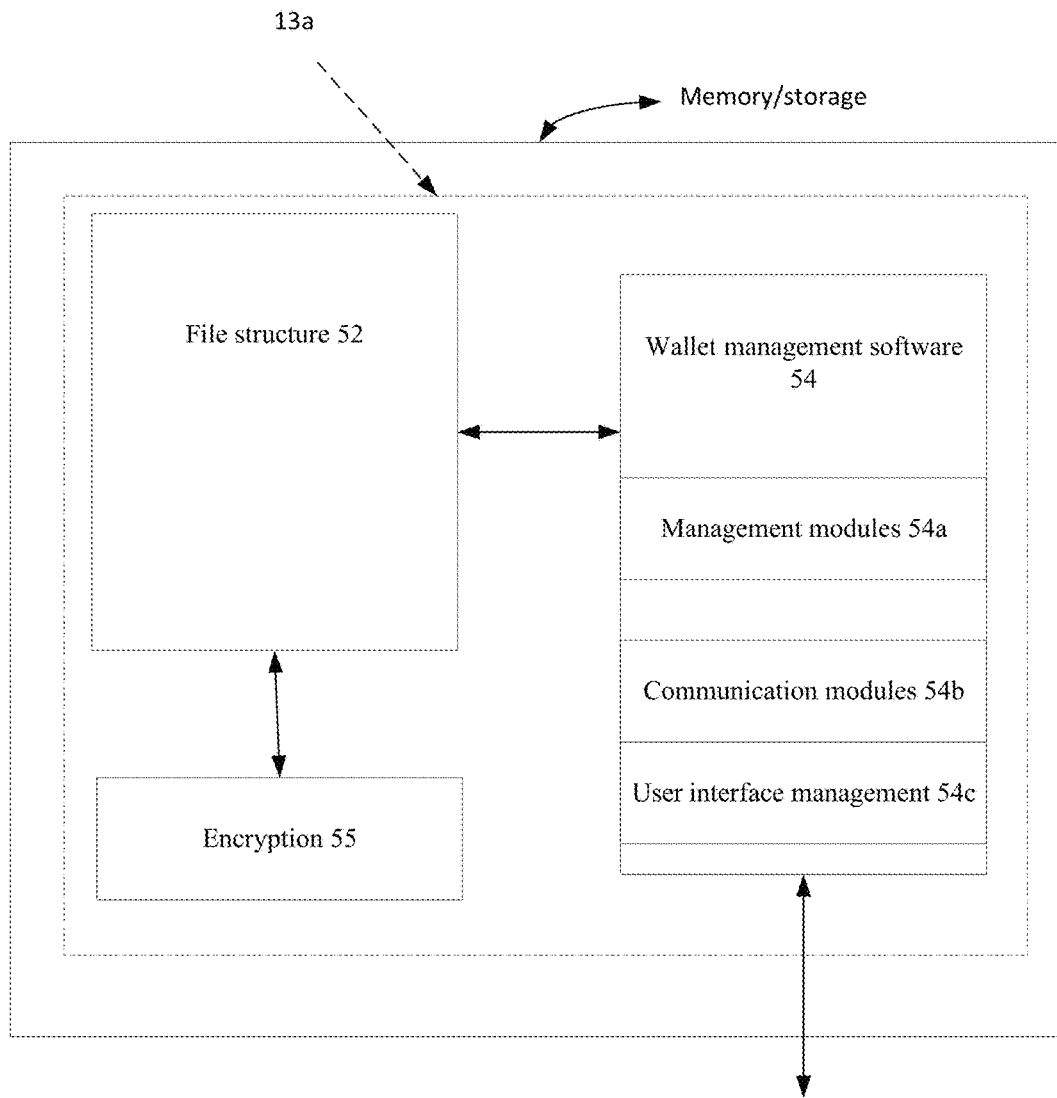 13a
Memory/storage
File structure 52
Wallet management software
54
Management modules 54a
Communication modules 54b
User interface management 54c
Encryption 55